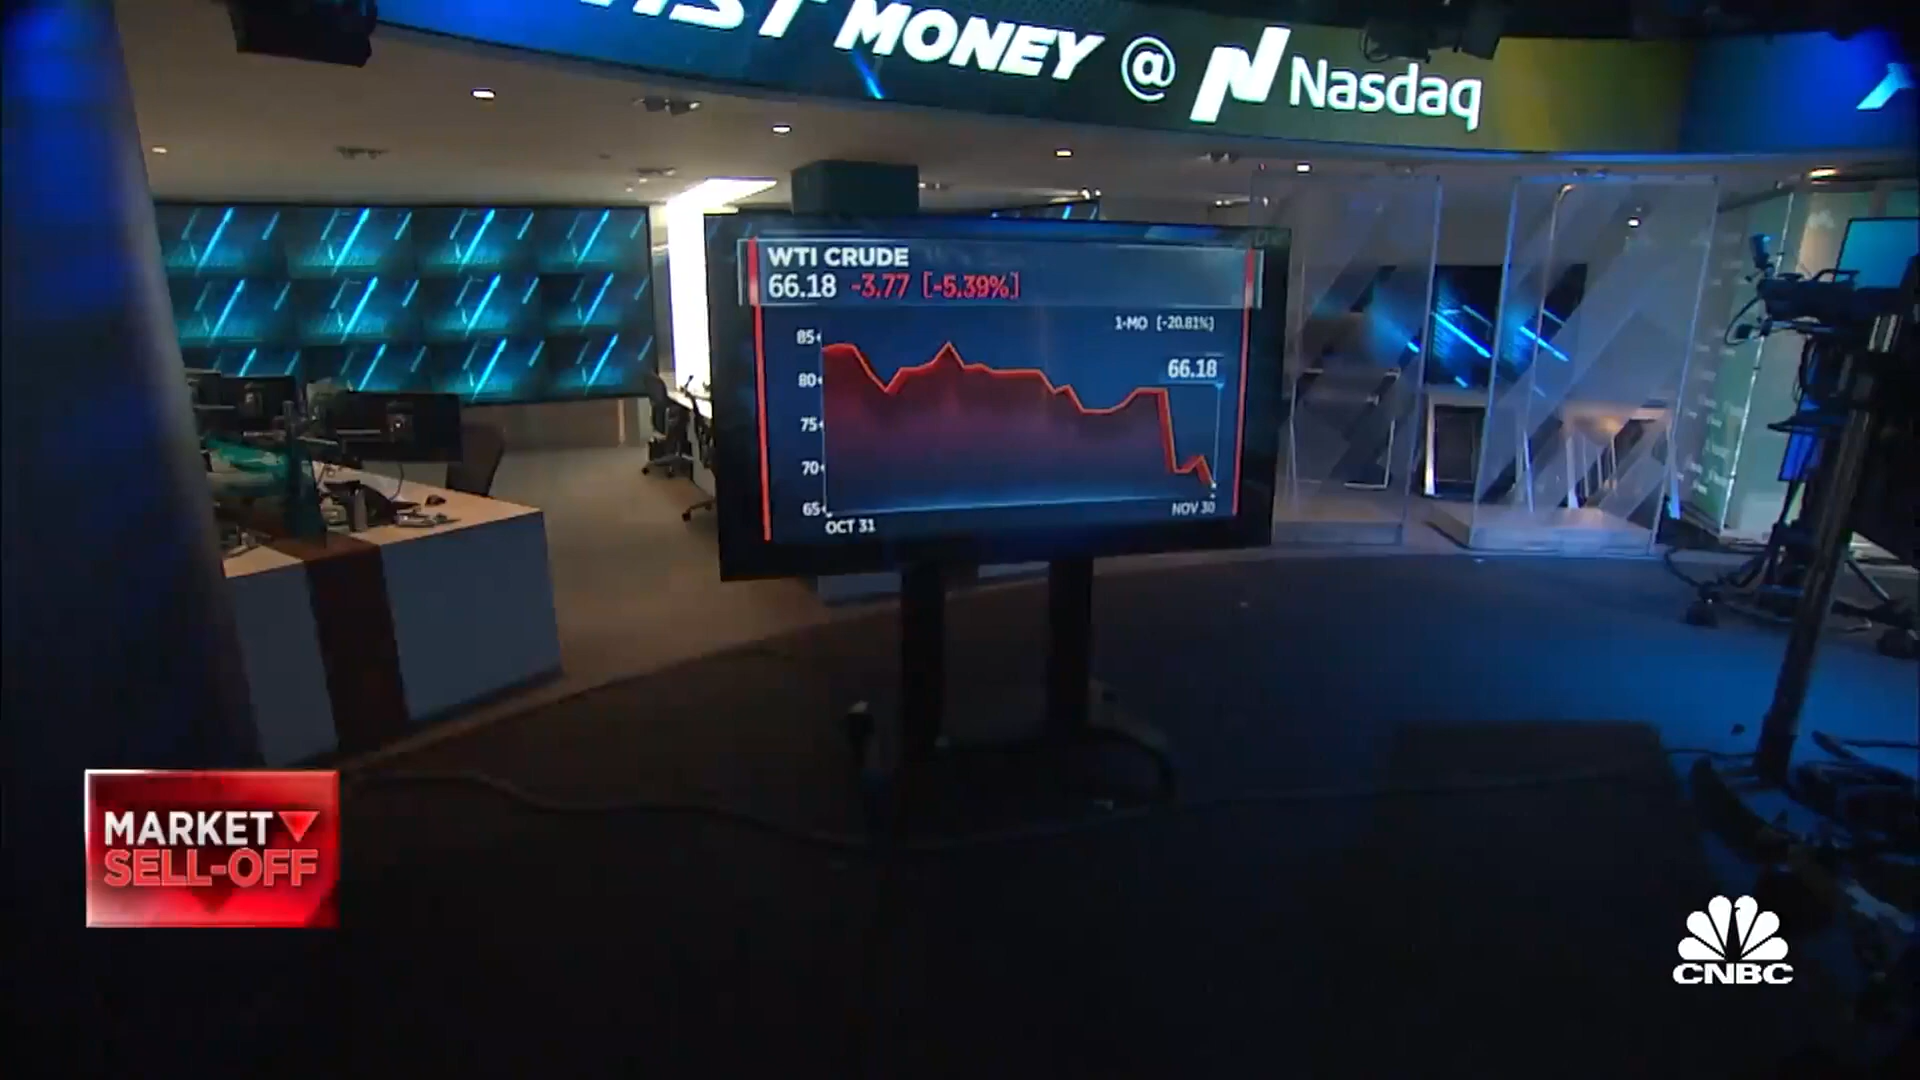 MONEY @ Nasdaq
WTI CRUDE
66.18 -3.77 [-5.39%]
1-MO [-20.81%]
66.18
85
80
75
70
65
OCT 31
NOV 30
MARKET
SELL-OFF
CNBC